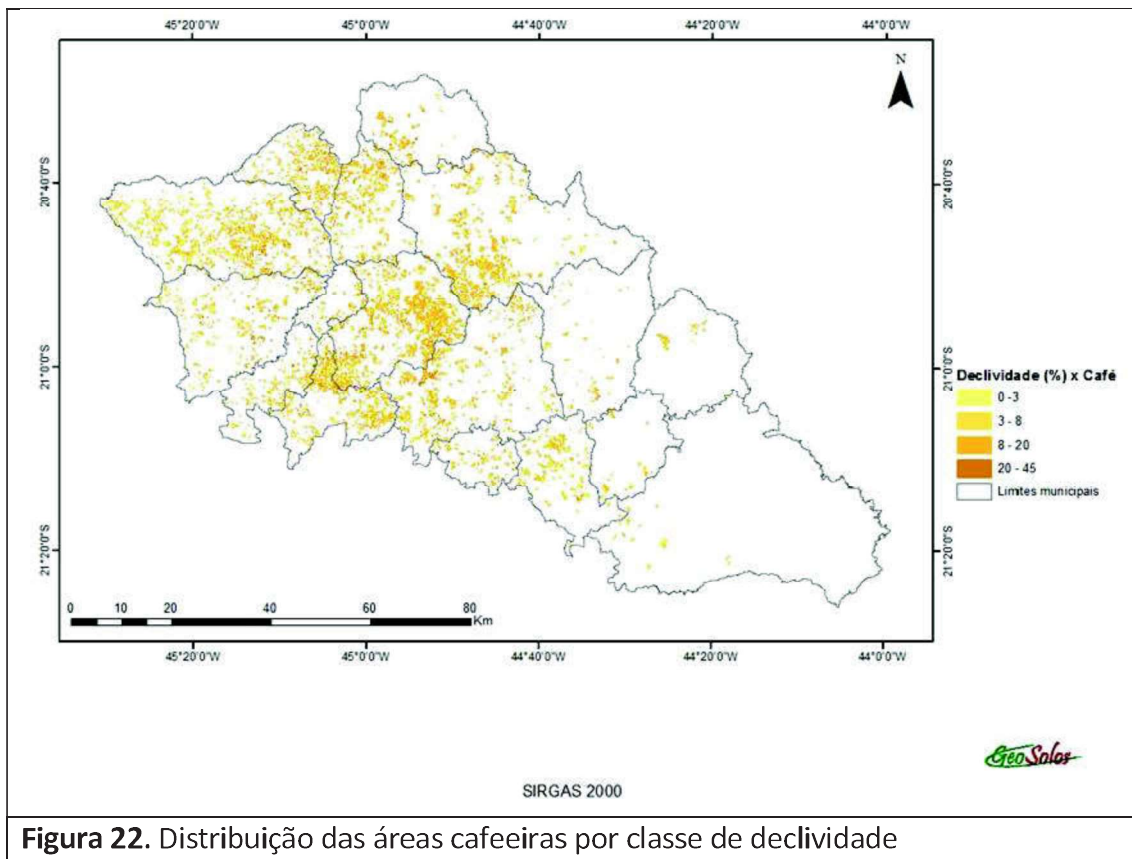 45°20'0"W 45°0'0"W 44°40'0"W 44°20'0"W 44°0'0"W
N
20°40'0"S 20°40'0"S
21°0'0"S 21°0'0"S
Declividade (%) x Café
0 - 3
3 - 8
8 - 20
20 - 45
Limites municipais
21°20'0"S 21°20'0"S
0 10 20 40 60 80
Km
45°20'0"W 45°0'0"W 44°40'0"W 44°20'0"W 44°0'0"W
GeoSolos
SIRGAS 2000
Figura 22. Distribuição das áreas cafeeiras por classe de declividade